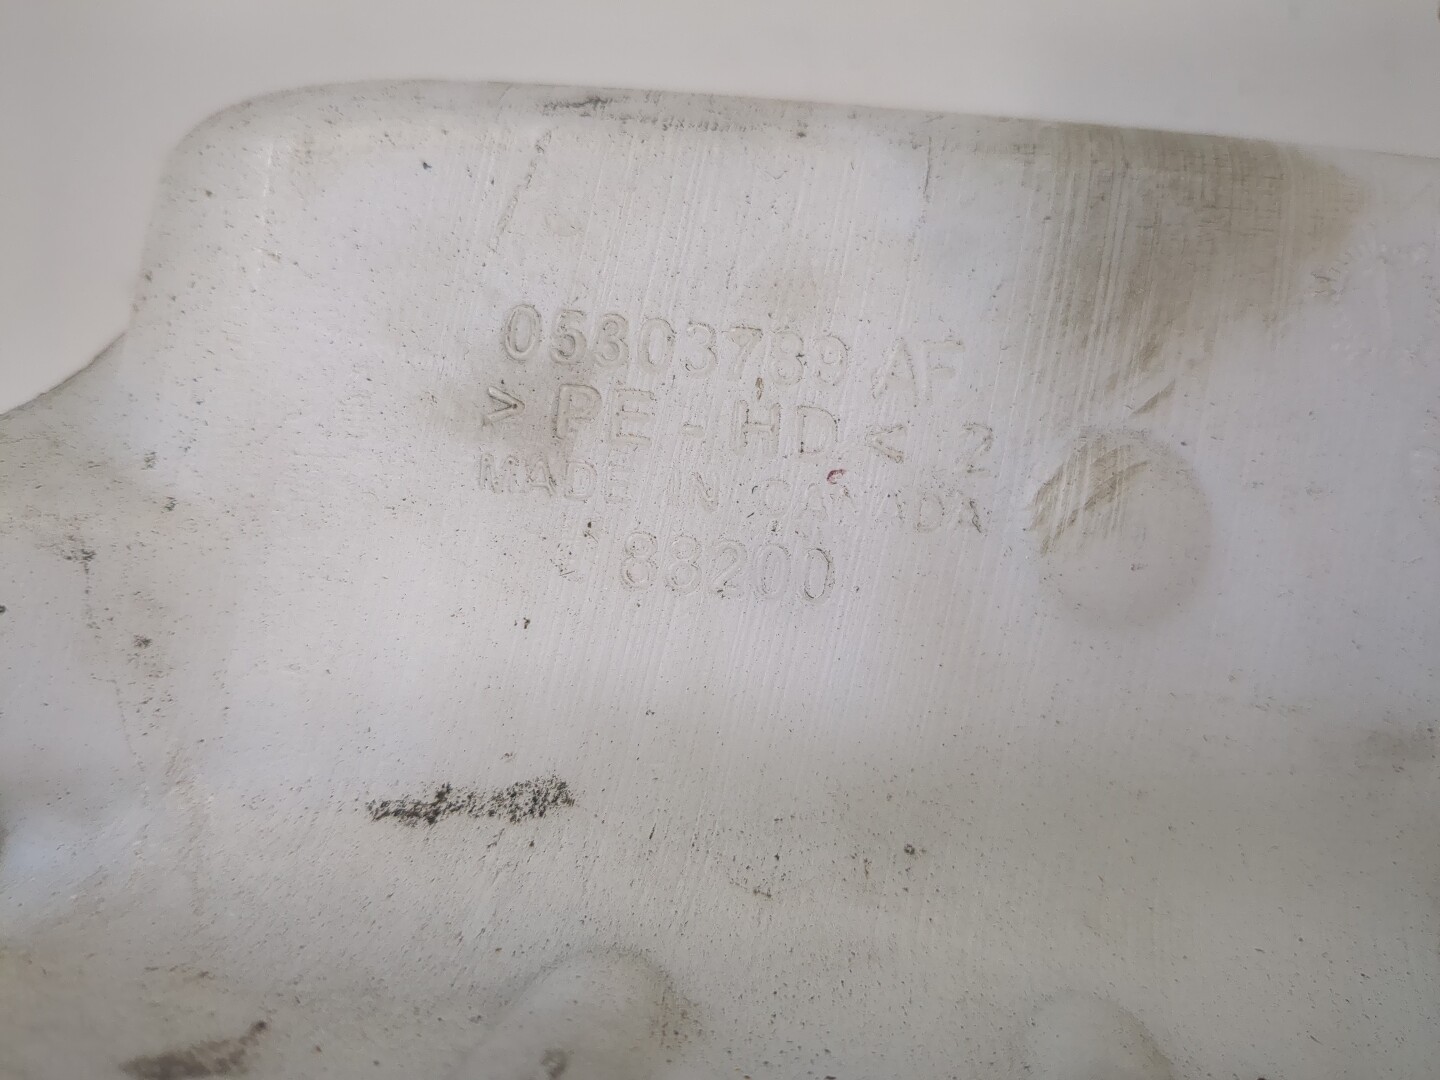 05303789 AF
> PE - HD < 2
MADE IN CANADA
88200